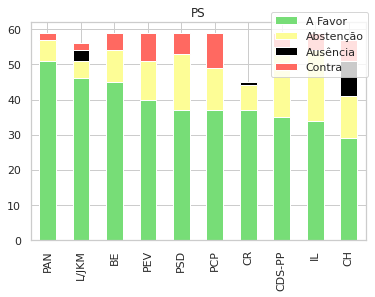 PS
A Favor
Abstenção
Ausência
Contra
60
50
40
30
20
10
0
PAN
L/JKM
BE
PEV
PSD
PCP
CR
CDS-PP
IL
CH